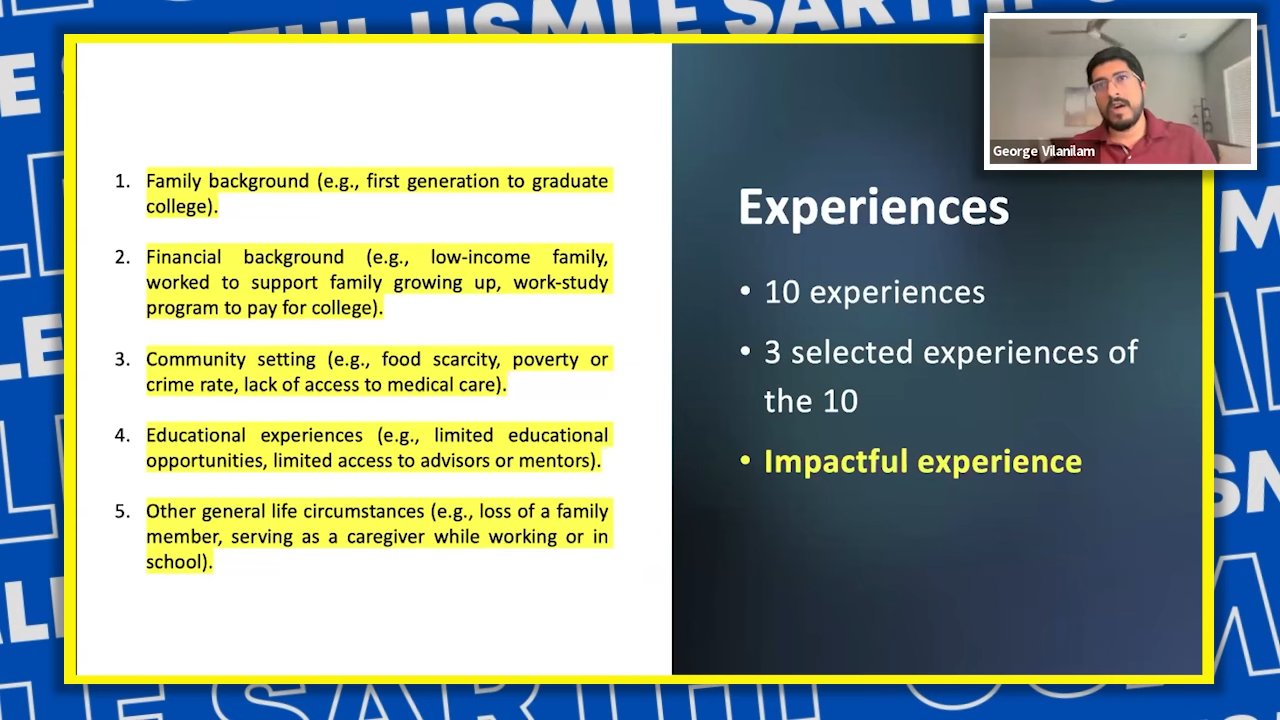 USMLE SARTHI
George Vilanilam
1. Family background (e.g., first generation to graduate
college).
2. Financial background (e.g., low-income family,
worked to support family growing up, work-study
program to pay for college).
3. Community setting (e.g., food scarcity, poverty or
crime rate, lack of access to medical care).
4. Educational experiences (e.g., limited educational
opportunities, limited access to advisors or mentors).
5. Other general life circumstances (e.g., loss of a family
member, serving as a caregiver while working or in
school).
Experiences
• 10 experiences
• 3 selected experiences of
the 10
• Impactful experience